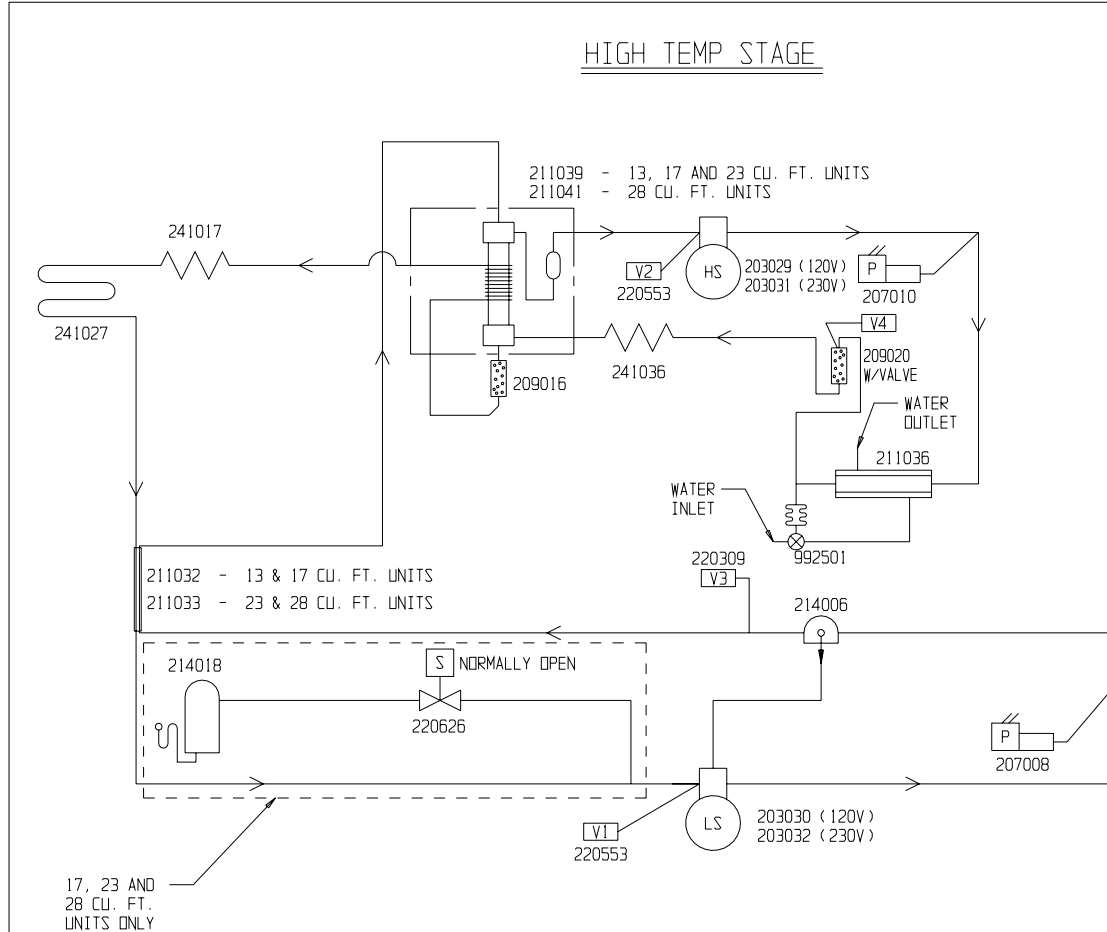 HIGH TEMP STAGE
211039 - 13, 17 AND 23 CU. FT. UNITS
211041 - 28 CU. FT. UNITS
241017
V2
220553
HS
203029 (120V)
203031 (230V)
P
207010
241027
V4
209020
W/VALVE
241036
209016
WATER
OUTLET
211036
WATER
INLET
992501
220309
V3
211032 - 13 & 17 CU. FT. UNITS
211033 - 23 & 28 CU. FT. UNITS
214006
214018
S
NORMALLY OPEN
220626
P
207008
V1
220553
LS
203030 (120V)
203032 (230V)
17, 23 AND
28 CU. FT.
UNITS ONLY